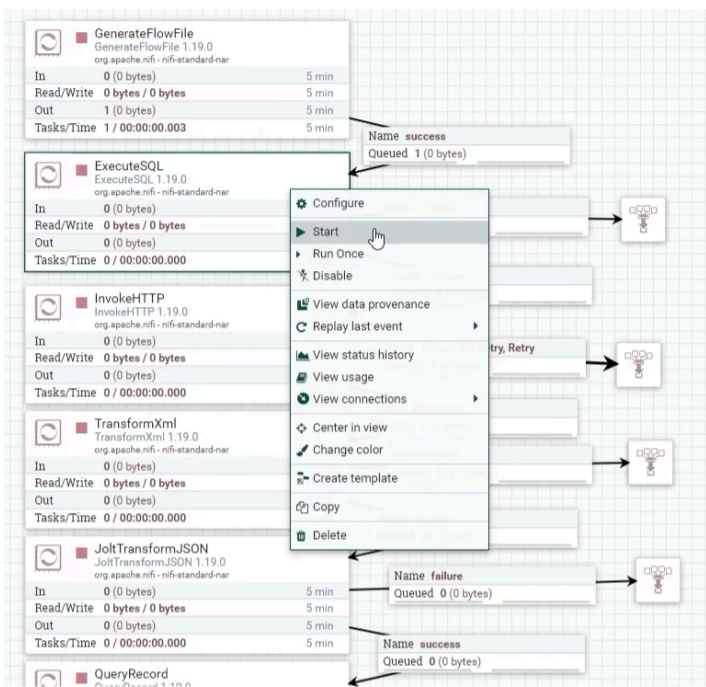 GenerateFlowFile
GenerateFlowFile 1.19.0
org.apache.nifi - nifi-standard-nar
In 0 (0 bytes) 5 min
Read/Write 0 bytes / 0 bytes 5 min
Out 1 (0 bytes) 5 min
Tasks/Time 1 / 00:00:00.003 5 min
Name success
Queued 1 (0 bytes)
ExecuteSQL
ExecuteSQL 1.19.0
org.apache.nifi - nifi-standard-nar
In 0 (0 bytes)
Read/Write 0 bytes / 0 bytes
Out 0 (0 bytes)
Tasks/Time 0 / 00:00:00.000
Configure
Start
Run Once
Disable
View data provenance
Replay last event
View status history
View usage
View connections
Center in view
Change color
Create template
Copy
Delete
InvokeHTTP
InvokeHTTP 1.19.0
org.apache.nifi - nifi-standard-nar
In 0 (0 bytes)
Read/Write 0 bytes / 0 bytes
Out 0 (0 bytes)
Tasks/Time 0 / 00:00:00.000
try, Retry
TransformXml
TransformXml 1.19.0
org.apache.nifi - nifi-standard-nar
In 0 (0 bytes)
Read/Write 0 bytes / 0 bytes
Out 0 (0 bytes)
Tasks/Time 0 / 00:00:00.000
JoltTransformJSON
JoltTransformJSON 1.19.0
org.apache.nifi - nifi-standard-nar
In 0 (0 bytes) 5 min
Read/Write 0 bytes / 0 bytes 5 min
Out 0 (0 bytes) 5 min
Tasks/Time 0 / 00:00:00.000 5 min
Name failure
Queued 0 (0 bytes)
Name success
Queued 0 (0 bytes)
QueryRecord